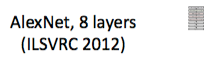 AlexNet, 8 layers
(ILSVRC 2012)